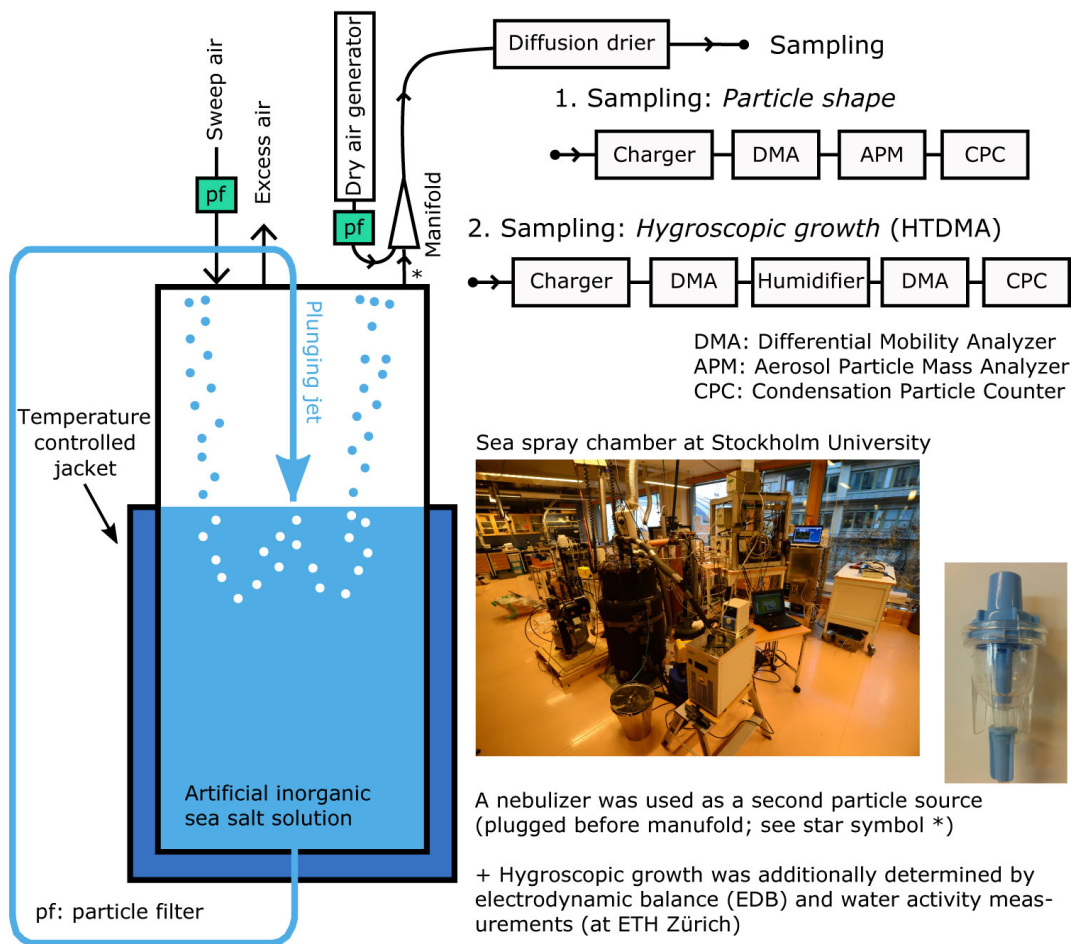 Diffusion drier
Sampling
Sweep air
Excess air
Dry air generator
pf
pf
Manifold
*
1. Sampling: Particle shape
Charger
DMA
APM
CPC
2. Sampling: Hygroscopic growth (HTDMA)
Charger
DMA
Humidifier
DMA
CPC
DMA: Differential Mobility Analyzer
APM: Aerosol Particle Mass Analyzer
CPC: Condensation Particle Counter
Plunging jet
Temperature
controlled
jacket
Sea spray chamber at Stockholm University
Artificial inorganic
sea salt solution
A nebulizer was used as a second particle source
(plugged before manufold; see star symbol *)
+ Hygroscopic growth was additionally determined by
electrodynamic balance (EDB) and water activity meas-
urements (at ETH Zürich)
pf: particle filter